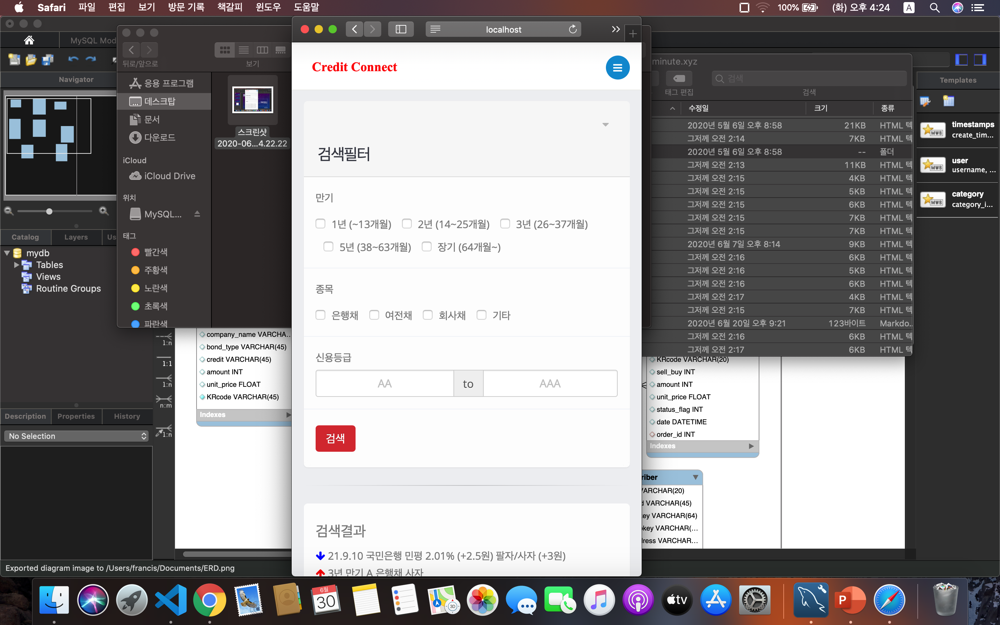 Safari 파일 편집 보기 방문 기록 책갈피 윈도우 도움말 100% (화) 오후 4:24 A
MySQL Mod
뒤로/앞으로 보기
Navigator
응용 프로그램
데스크탑
문서
다운로드
iCloud
iCloud Drive
위치
MySQL...
태그
빨간색
주황색
노란색
초록색
파란색
스크린샷
2020-06...4.22.22
Catalog Layers Us
mydb
Tables
Views
Routine Groups
Description Properties History
No Selection
1:n
1:1
1:n
n:m
1:n
company_name VARCHA...
bond_type VARCHAR(45)
credit VARCHAR(45)
amount INT
unit_price FLOAT
KRcode VARCHAR(45)
Indexes
localhost
Credit Connect
검색필터
만기
1년 (~13개월) 2년 (14~25개월) 3년 (26~37개월)
5년 (38~63개월) 장기 (64개월~)
종목
은행채 여전채 회사채 기타
신용등급
AA to AAA
검색
검색결과
21.9.10 국민은행 민평 2.01% (+2.5원) 팔자/사자 (+3원)
3년 만기 A 은행채 사자
minute.xyz
검색
태그 편집 검색
수정일 크기 종류
2020년 5월 6일 오후 8:58 21KB HTML 텍
그저께 오전 2:14 7KB HTML 텍
2020년 5월 6일 오후 8:58 -- 폴더
그저께 오전 2:13 11KB HTML 텍
그저께 오전 2:15 4KB HTML 텍
그저께 오전 2:15 5KB HTML 텍
그저께 오전 2:15 6KB HTML 텍
그저께 오전 2:15 7KB HTML 텍
그저께 오전 2:15 7KB HTML 텍
2020년 6월 7일 오후 8:14 9KB HTML 텍
그저께 오전 2:16 6KB HTML 텍
그저께 오전 2:16 5KB HTML 텍
그저께 오전 2:16 6KB HTML 텍
그저께 오전 2:17 4KB HTML 텍
그저께 오전 2:15 7KB HTML 텍
2020년 6월 20일 오후 9:21 123바이트 Markdo..
그저께 오전 2:16 6KB HTML 텍
그저께 오전 2:17 6KB HTML 텍
KRcode VARCHAR(20)
sell_buy INT
amount INT
unit_price FLOAT
status_flag INT
date DATETIME
order_id INT
Indexes
riber
VARCHAR(20)
d VARCHAR(45)
key VARCHAR(64)
okey VARCHAR(...
dress VARCHAR...
Templates
MWB timestamps
create_tim...
MWB user
username, ...
MWB category
category_i...
Exported diagram image to /Users/francis/Documents/ERD.png
6월
30
3D
tv
P